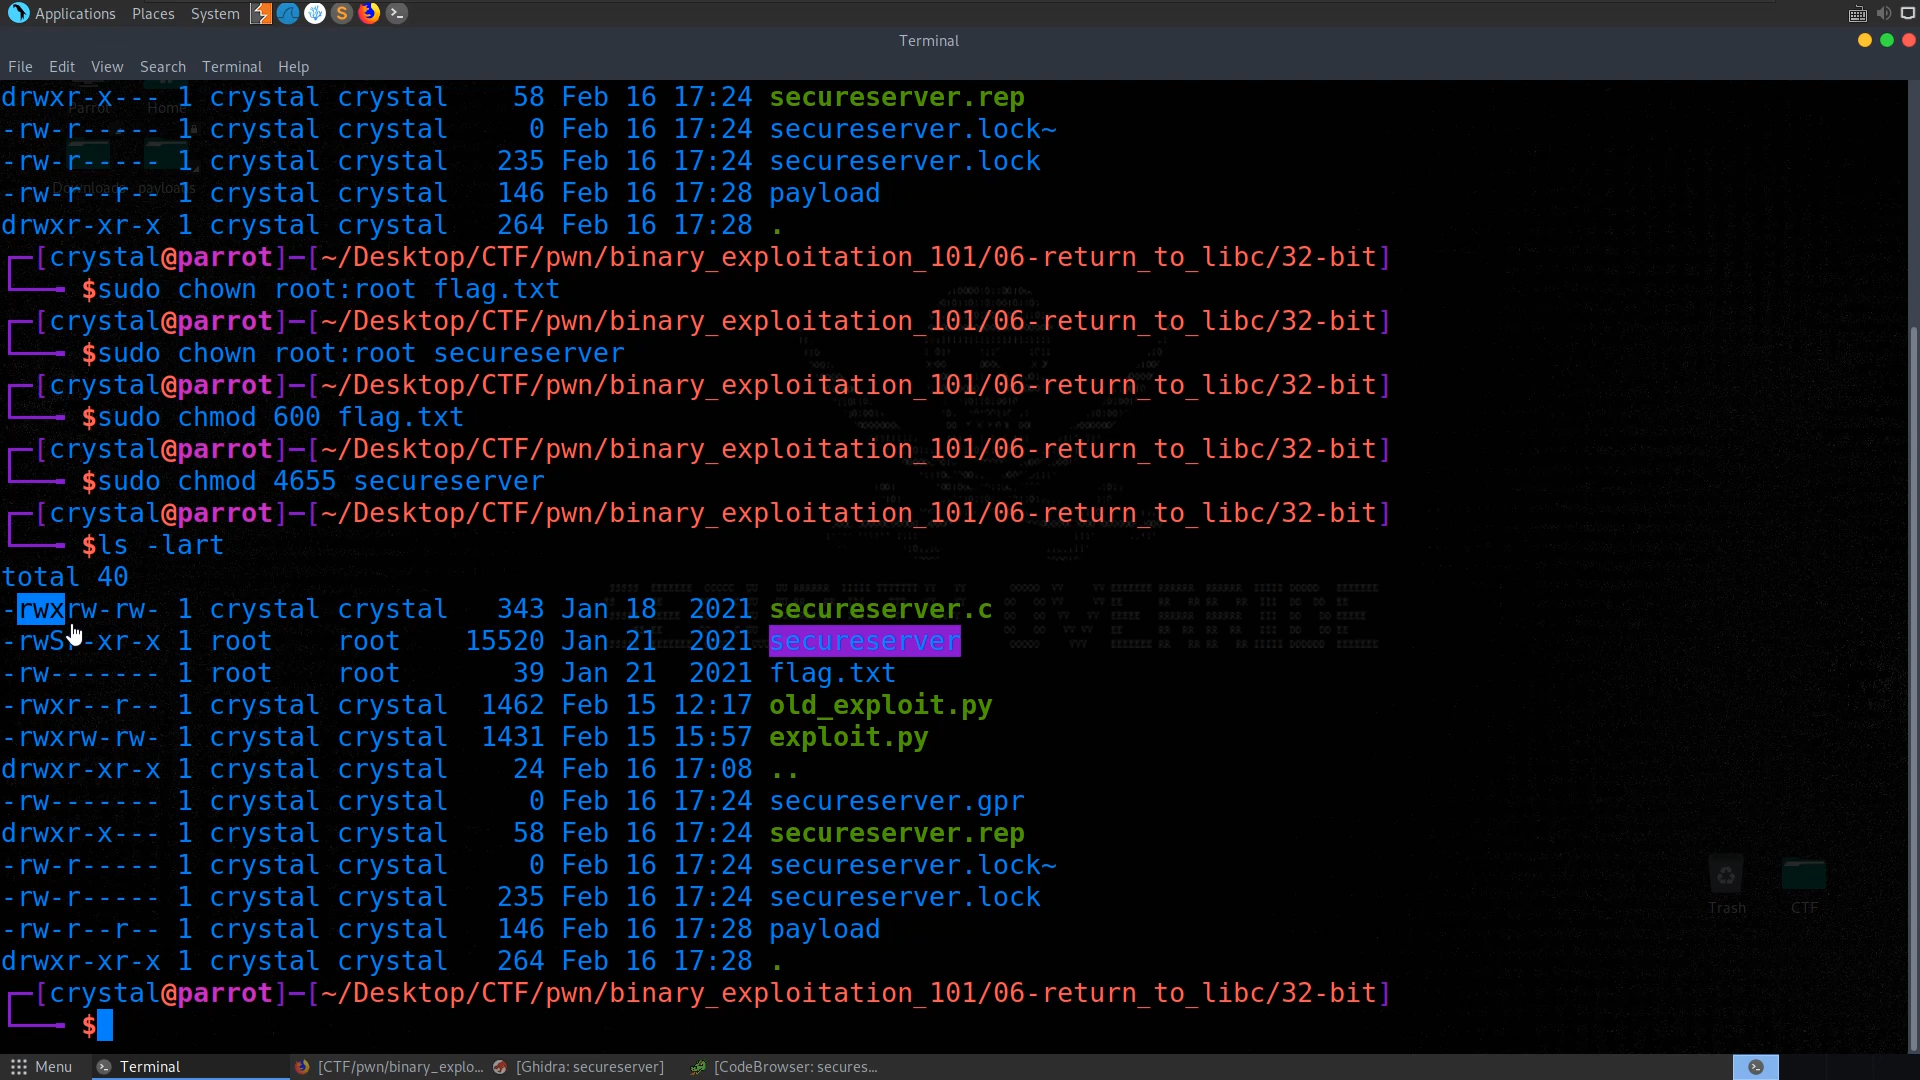 Applications Places System
Terminal
File Edit View Search Terminal Help
drwxr-x--- 1 crystal crystal    58 Feb 16 17:24 secureserver.rep
-rw-r----- 1 crystal crystal     0 Feb 16 17:24 secureserver.lock~
-rw-r----- 1 crystal crystal   235 Feb 16 17:24 secureserver.lock
-rw-r--r-- 1 crystal crystal   146 Feb 16 17:28 payload
drwxr-xr-x 1 crystal crystal   264 Feb 16 17:28 .
┌─[crystal@parrot]─[~/Desktop/CTF/pwn/binary_exploitation_101/06-return_to_libc/32-bit]
└──╼ $sudo chown root:root flag.txt
┌─[crystal@parrot]─[~/Desktop/CTF/pwn/binary_exploitation_101/06-return_to_libc/32-bit]
└──╼ $sudo chown root:root secureserver
┌─[crystal@parrot]─[~/Desktop/CTF/pwn/binary_exploitation_101/06-return_to_libc/32-bit]
└──╼ $sudo chmod 600 flag.txt
┌─[crystal@parrot]─[~/Desktop/CTF/pwn/binary_exploitation_101/06-return_to_libc/32-bit]
└──╼ $sudo chmod 4655 secureserver
┌─[crystal@parrot]─[~/Desktop/CTF/pwn/binary_exploitation_101/06-return_to_libc/32-bit]
└──╼ $ls -lart
total 40
-rwxrw-rw- 1 crystal crystal   343 Jan 18  2021 secureserver.c
-rwSr-xr-x 1 root    root    15520 Jan 21  2021 secureserver
-rw------- 1 root    root       39 Jan 21  2021 flag.txt
-rwxr--r-- 1 crystal crystal  1462 Feb 15 12:17 old_exploit.py
-rwxrw-rw- 1 crystal crystal  1431 Feb 15 15:57 exploit.py
drwxr-xr-x 1 crystal crystal    24 Feb 16 17:08 ..
-rw------- 1 crystal crystal     0 Feb 16 17:24 secureserver.gpr
drwxr-x--- 1 crystal crystal    58 Feb 16 17:24 secureserver.rep
-rw-r----- 1 crystal crystal     0 Feb 16 17:24 secureserver.lock~
-rw-r----- 1 crystal crystal   235 Feb 16 17:24 secureserver.lock
-rw-r--r-- 1 crystal crystal   146 Feb 16 17:28 payload
drwxr-xr-x 1 crystal crystal   264 Feb 16 17:28 .
┌─[crystal@parrot]─[~/Desktop/CTF/pwn/binary_exploitation_101/06-return_to_libc/32-bit]
└──╼ $
Parrot Home
Downloads payloads
Trash CTF
Menu Terminal [CTF/pwn/binary_explo... [Ghidra: secureserver] [CodeBrowser: secures...